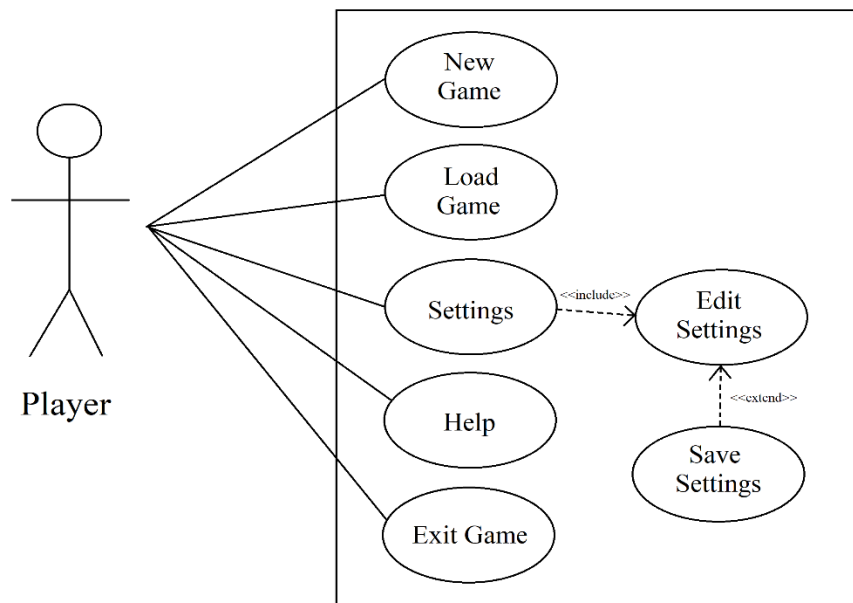 New
Game
Load
Game
Settings
<<include>>
Edit
Settings
Player
Help
<<extend>>
Save
Settings
Exit Game